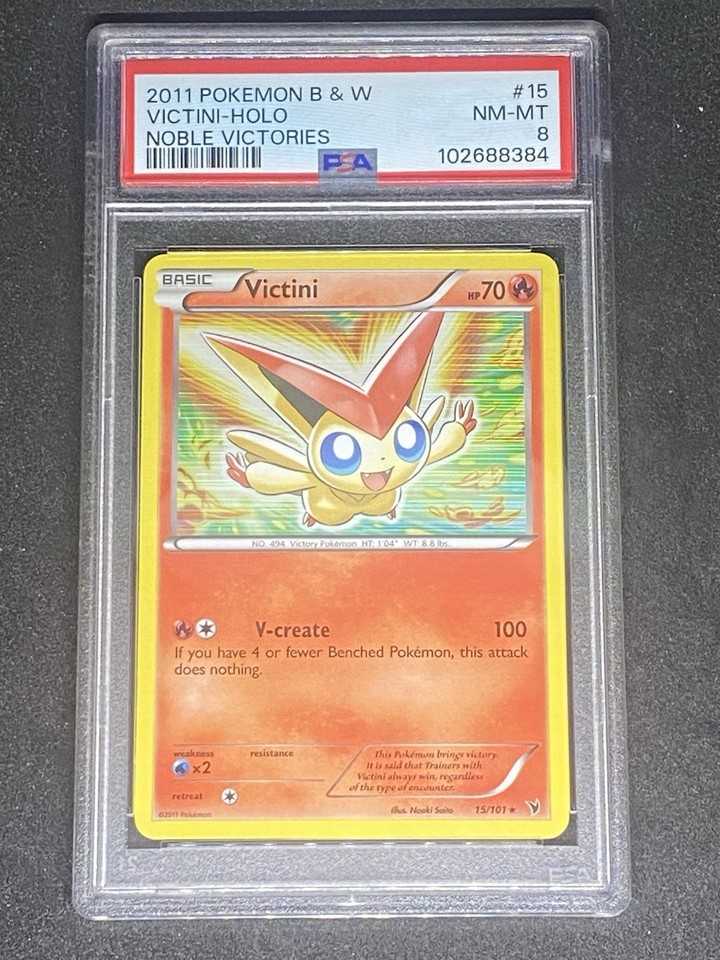 2011 POKEMON B & W #15
VICTINI-HOLO NM-MT
NOBLE VICTORIES 8
PSA 102688384
BASIC Victini HP70
NO. 494 Victory Pokémon HT: 1'04" WT: 8.8 lbs.
V-create 100
If you have 4 or fewer Benched Pokémon, this attack
does nothing.
weakness resistance
x2
retreat
This Pokémon brings victory.
It is said that Trainers with
Victini always win, regardless
of the type of encounter.
©2011 Pokémon Illus. Naoki Saito 15/101 ★
PSA